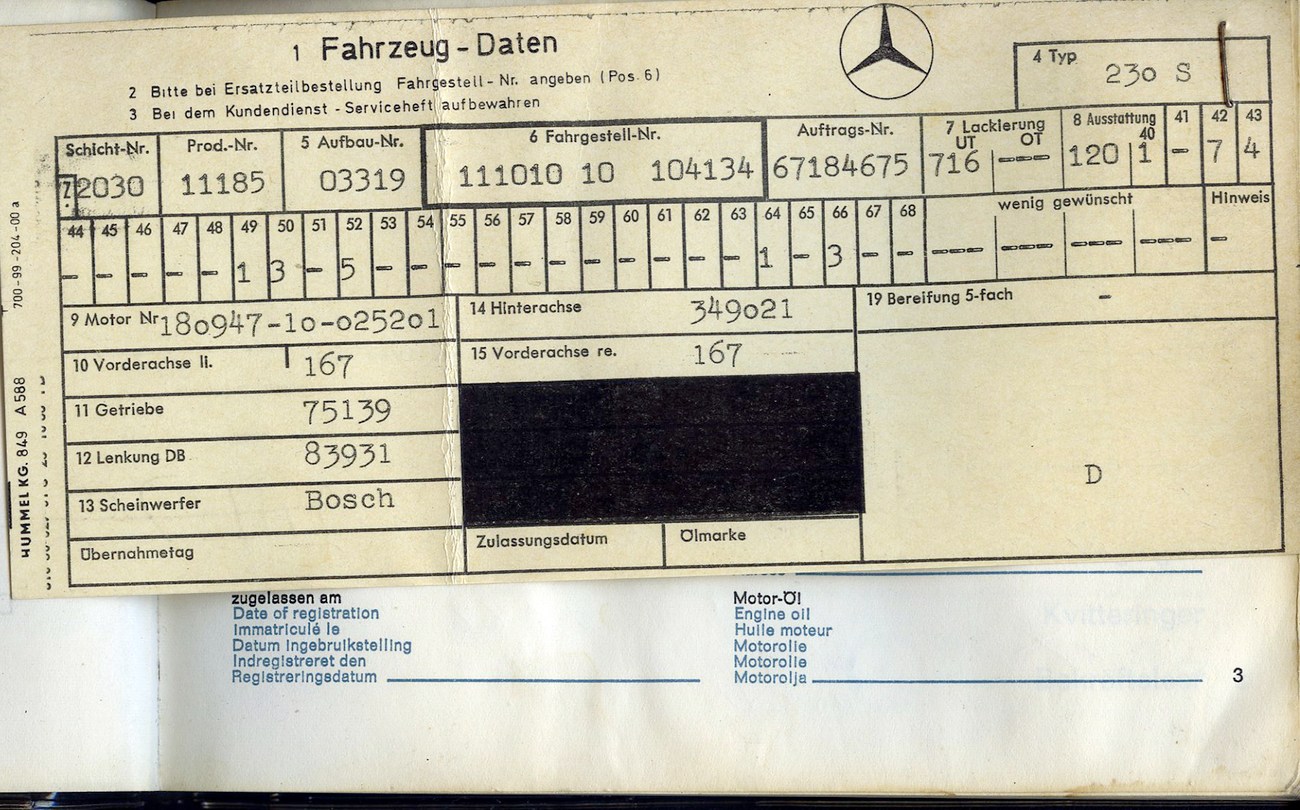 1 Fahrzeug-Daten
2 Bitte bei Ersatzteilbestellung Fahrgestell-Nr. angeben (Pos. 6)
3 Bei dem Kundendienst-Serviceheft aufbewahren
4 Typ
230 S
Schicht-Nr. Prod.-Nr. 5 Aufbau-Nr. 6 Fahrgestell-Nr. Auftrags-Nr. 7 Lackierung 8 Ausstattung 41 42 43
UT OT 40
2030 11185 03319 111010 10 104134 67184675 716 --- 120 1 - 7 4
44 45 46 47 48 49 50 51 52 53 54 55 56 57 58 59 60 61 62 63 64 65 66 67 68 wenig gewünscht Hinweis
- - - - - 1 3 - 5 - - - - - - - - - - - 1 - 3 - - ---- ---- ---- ---- -
9 Motor Nr 180947-10-025201 14 Hinterachse 349021 19 Bereifung 5-fach -
10 Vorderachse li. 167 15 Vorderachse re. 167
11 Getriebe 75139
12 Lenkung DB 83931
D
13 Scheinwerfer Bosch
Übernahmetag Zulassungsdatum Ölmarke
700-99-204-00 a
HUMMEL KG. 849 A 588
zugelassen am Motor-Öl
Date of registration Engine oil
Immatriculé le Huile moteur
Datum ingebruikstelling Motorolie
Indregistreret den Motorolie
Registreringsdatum Motorolja
3